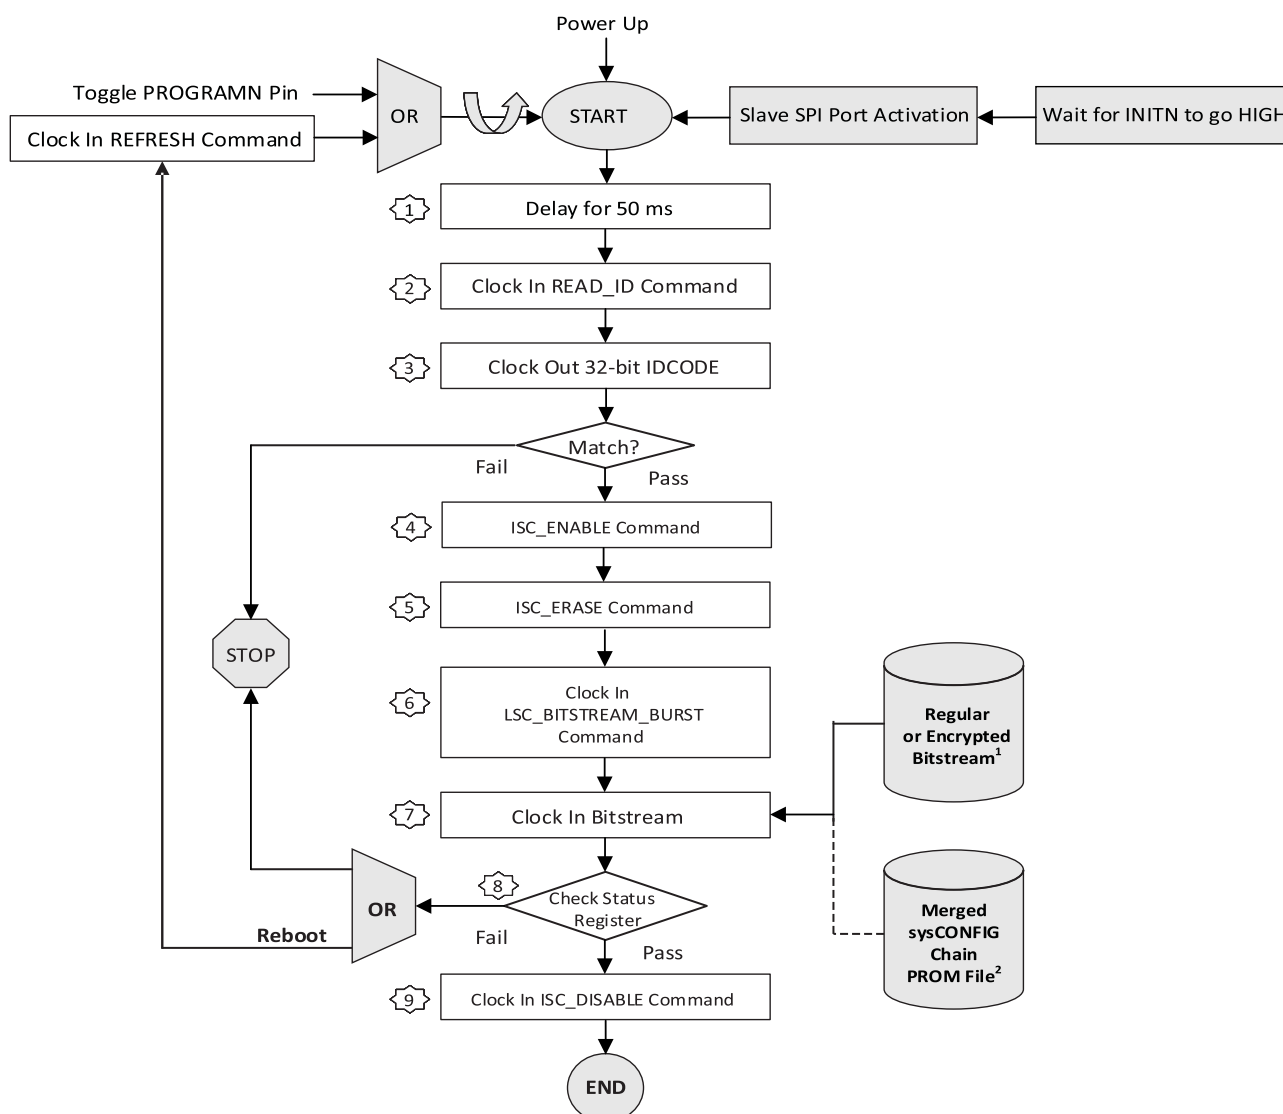 Power Up
Toggle PROGRAMN Pin
OR
START
Slave SPI Port Activation
Wait for INITN to go HIGH
Clock In REFRESH Command
1
Delay for 50 ms
2
Clock In READ_ID Command
3
Clock Out 32-bit IDCODE
Match?
Fail
Pass
4
ISC_ENABLE Command
5
ISC_ERASE Command
STOP
6
Clock In
LSC_BITSTREAM_BURST
Command
Regular
or Encrypted
Bitstream1
7
Clock In Bitstream
8
Check Status
Register
OR
Reboot
Fail
Pass
Merged
sysCONFIG
Chain
PROM File2
9
Clock In ISC_DISABLE Command
END